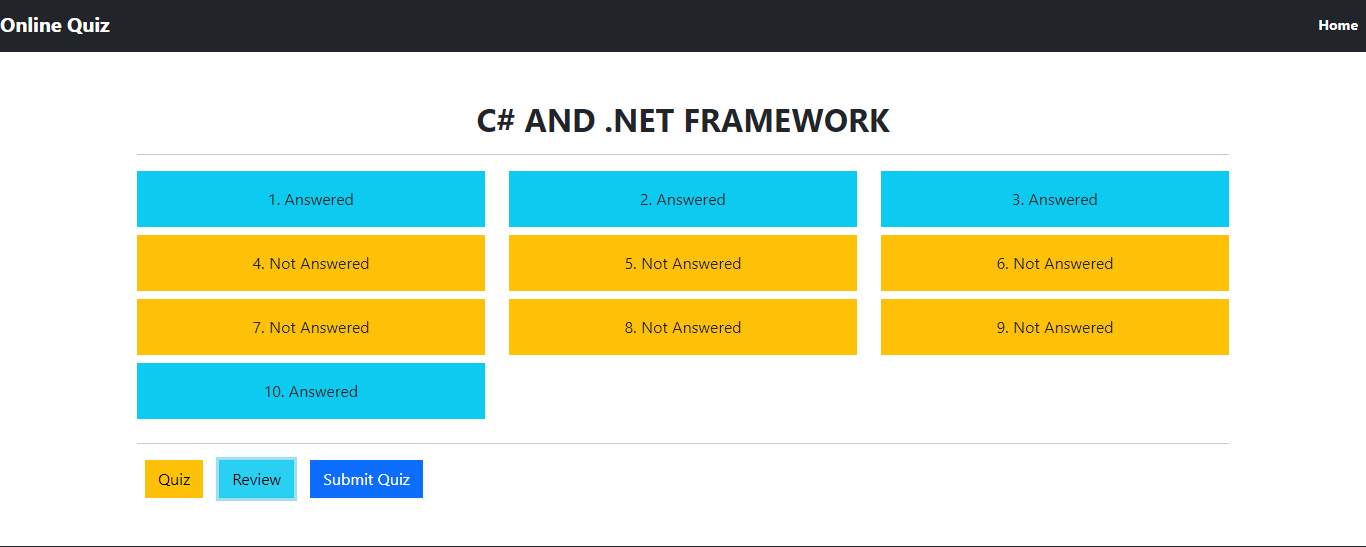 Online Quiz
Home
C# AND .NET FRAMEWORK
1. Answered
2. Answered
3. Answered
4. Not Answered
5. Not Answered
6. Not Answered
7. Not Answered
8. Not Answered
9. Not Answered
10. Answered
Quiz
Review
Submit Quiz